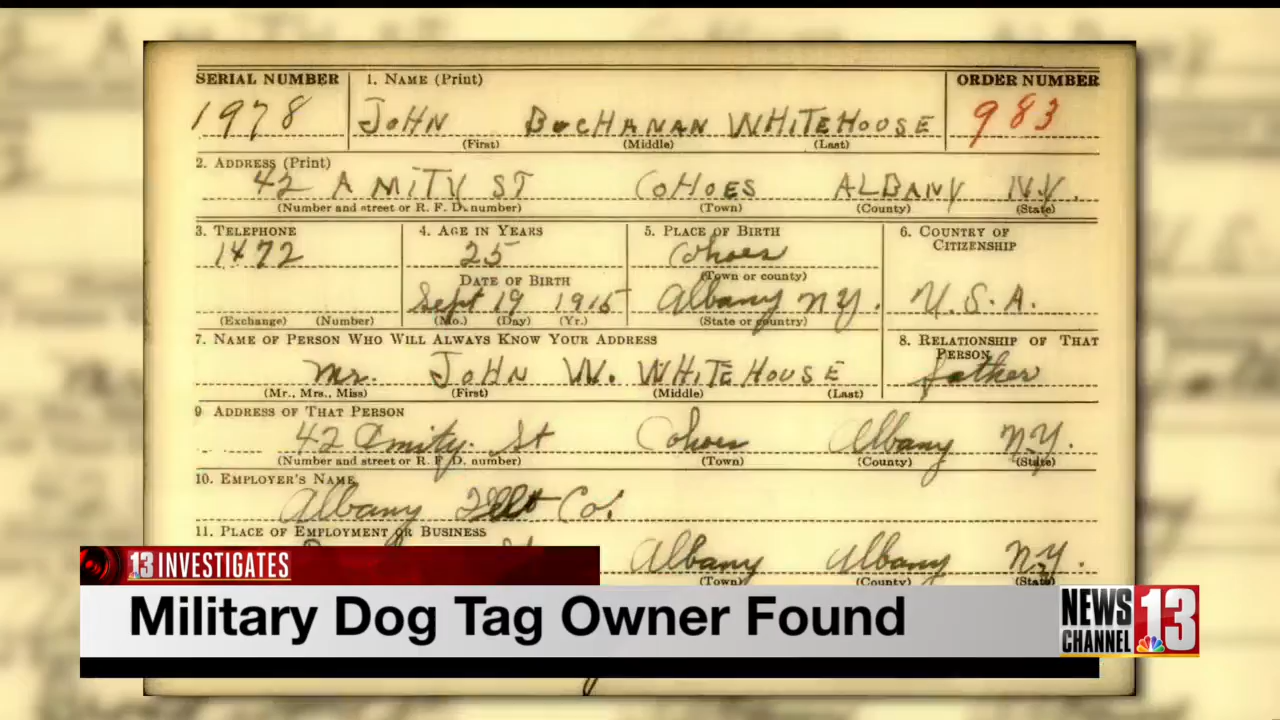 SERIAL NUMBER 1. NAME (Print) ORDER NUMBER
1978 JOHN BUCHANAN WHITEHOUSE 983
(First) (Middle) (Last)
2. ADDRESS (Print)
42 AMITY ST COHOES ALBANY N.Y.
(Number and street or R. F. D. number) (Town) (County) (State)
3. TELEPHONE 4. AGE IN YEARS 5. PLACE OF BIRTH 6. COUNTRY OF CITIZENSHIP
1472 25 Cohoes
DATE OF BIRTH (Town or county)
Sept 19 1915 Albany NY. U.S.A.
(Exchange) (Number) (Mo.) (Day) (Yr.) (State or country)
7. NAME OF PERSON WHO WILL ALWAYS KNOW YOUR ADDRESS 8. RELATIONSHIP OF THAT PERSON
Mr. JOHN W. WHITEHOUSE father
(Mr., Mrs., Miss) (First) (Middle) (Last)
9 ADDRESS OF THAT PERSON
42 Amity St Cohoes Albany N.Y.
(Number and street or R. F. D. number) (Town) (County) (State)
10. EMPLOYER'S NAME
Albany Felt Co.
11. PLACE OF EMPLOYMENT OR BUSINESS
Albany Albany N.Y.
(Town) (County) (State)
13 INVESTIGATES
Military Dog Tag Owner Found
NEWS CHANNEL 13